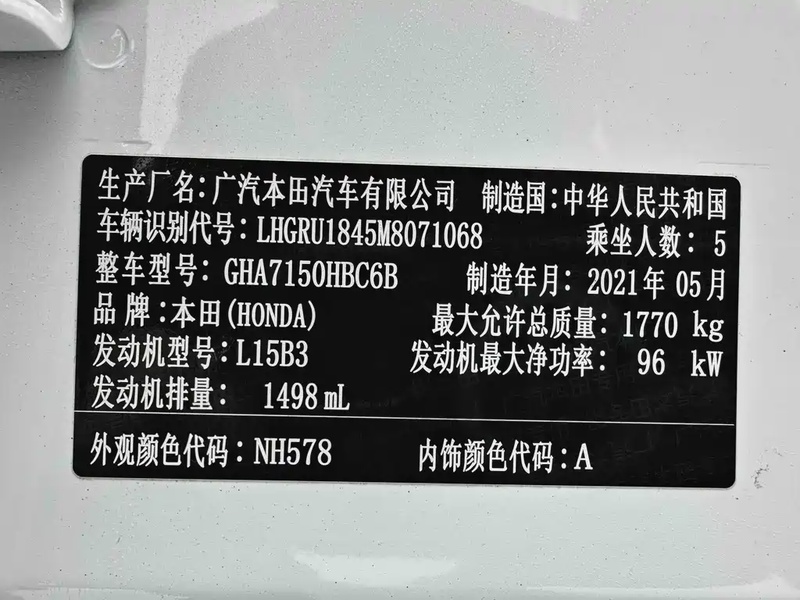 生产厂名:广汽本田汽车有限公司 制造国:中华人民共和国
车辆识别代号: LHGRU1845M8071068 乘坐人数: 5
整车型号: GHA7150HBC6B 制造年月: 2021年 05月
品 牌:本田(HONDA) 最大允许总质量: 1770 kg
发动机型号: L15B3 发动机最大净功率: 96 kW
发动机排量: 1498 mL
外观颜色代码: NH578 内饰颜色代码: A